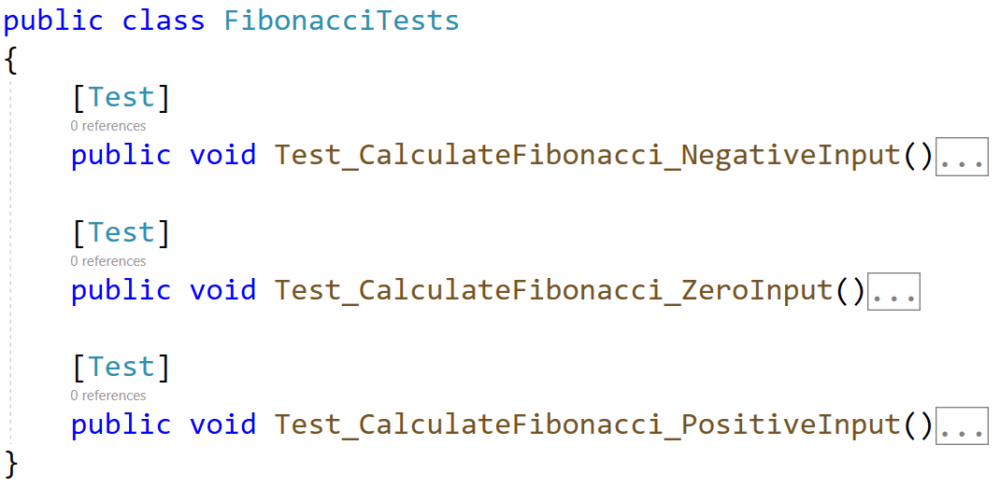 public class FibonacciTests
{
[Test]
0 references
public void Test_CalculateFibonacci_NegativeInput()...
[Test]
0 references
public void Test_CalculateFibonacci_ZeroInput()...
[Test]
0 references
public void Test_CalculateFibonacci_PositiveInput()...
}